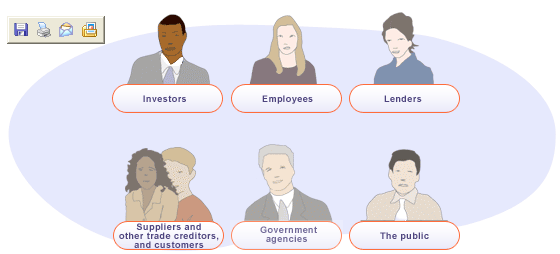 Investors
Employees
Lenders
Suppliers and
other trade creditors,
and customers
Government
agencies
The public